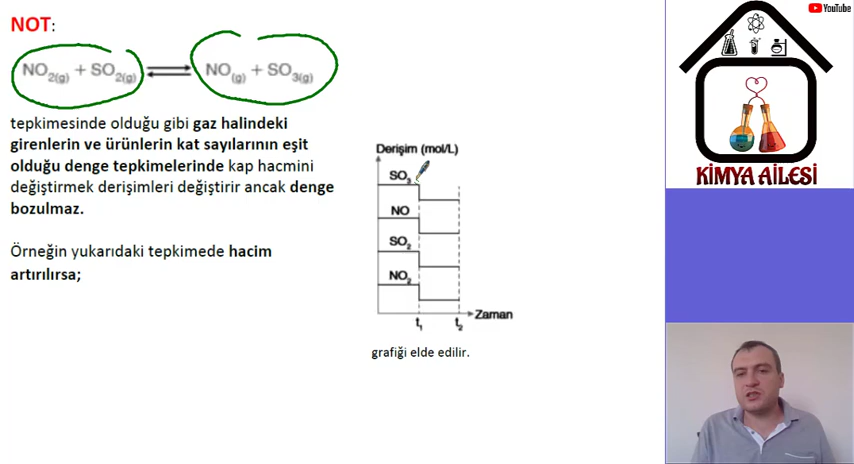 NOT:
NO2(g) + SO2(g) ⇌ NO(g) + SO3(g)
tepkimesinde olduğu gibi gaz halindeki
girenlerin ve ürünlerin kat sayılarının eşit
olduğu denge tepkimelerinde kap hacmini
değiştirmek derişimleri değiştirir ancak denge
bozulmaz.
Örneğin yukarıdaki tepkimede hacim
artırılırsa;
Derişim (mol/L)
SO3
NO
SO2
NO2
Zaman
t1
t2
grafiği elde edilir.
YouTube
KİMYA AİLESİ